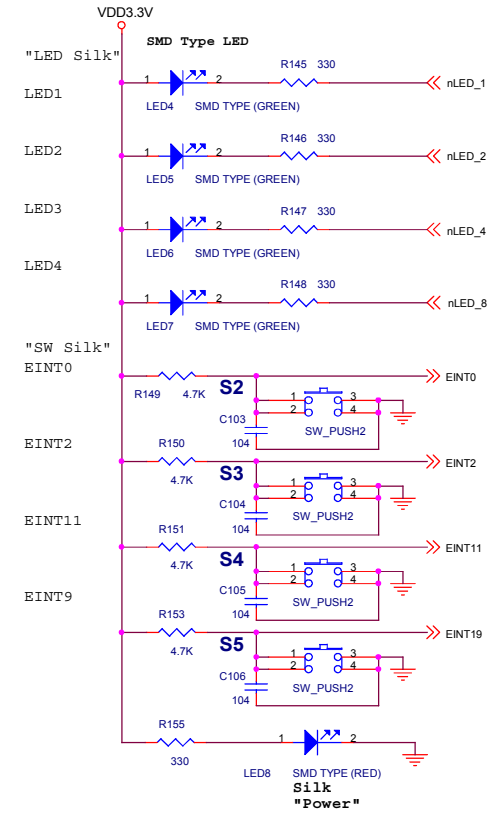 VDD3.3V
SMD Type LED
"LED Silk"
R145 330
1 2
nLED_1
LED1
LED4 SMD TYPE (GREEN)
R146 330
LED2
1 2
nLED_2
LED5 SMD TYPE (GREEN)
LED3
R147 330
1 2
nLED_4
LED6 SMD TYPE (GREEN)
LED4
R148 330
1 2
nLED_8
LED7 SMD TYPE (GREEN)
"SW Silk"
EINT0
EINT0
R149 4.7K
S2
1 3
2 4
C103
104
SW_PUSH2
EINT2
R150
EINT2
4.7K
S3
1 3
2 4
C104
104
SW_PUSH2
EINT11
R151
EINT11
4.7K
S4
1 3
2 4
C105
104
SW_PUSH2
EINT9
R153
EINT19
4.7K
S5
1 3
2 4
C106
104
SW_PUSH2
R155
330
1 2
LED8 SMD TYPE (RED)
Silk
"Power"